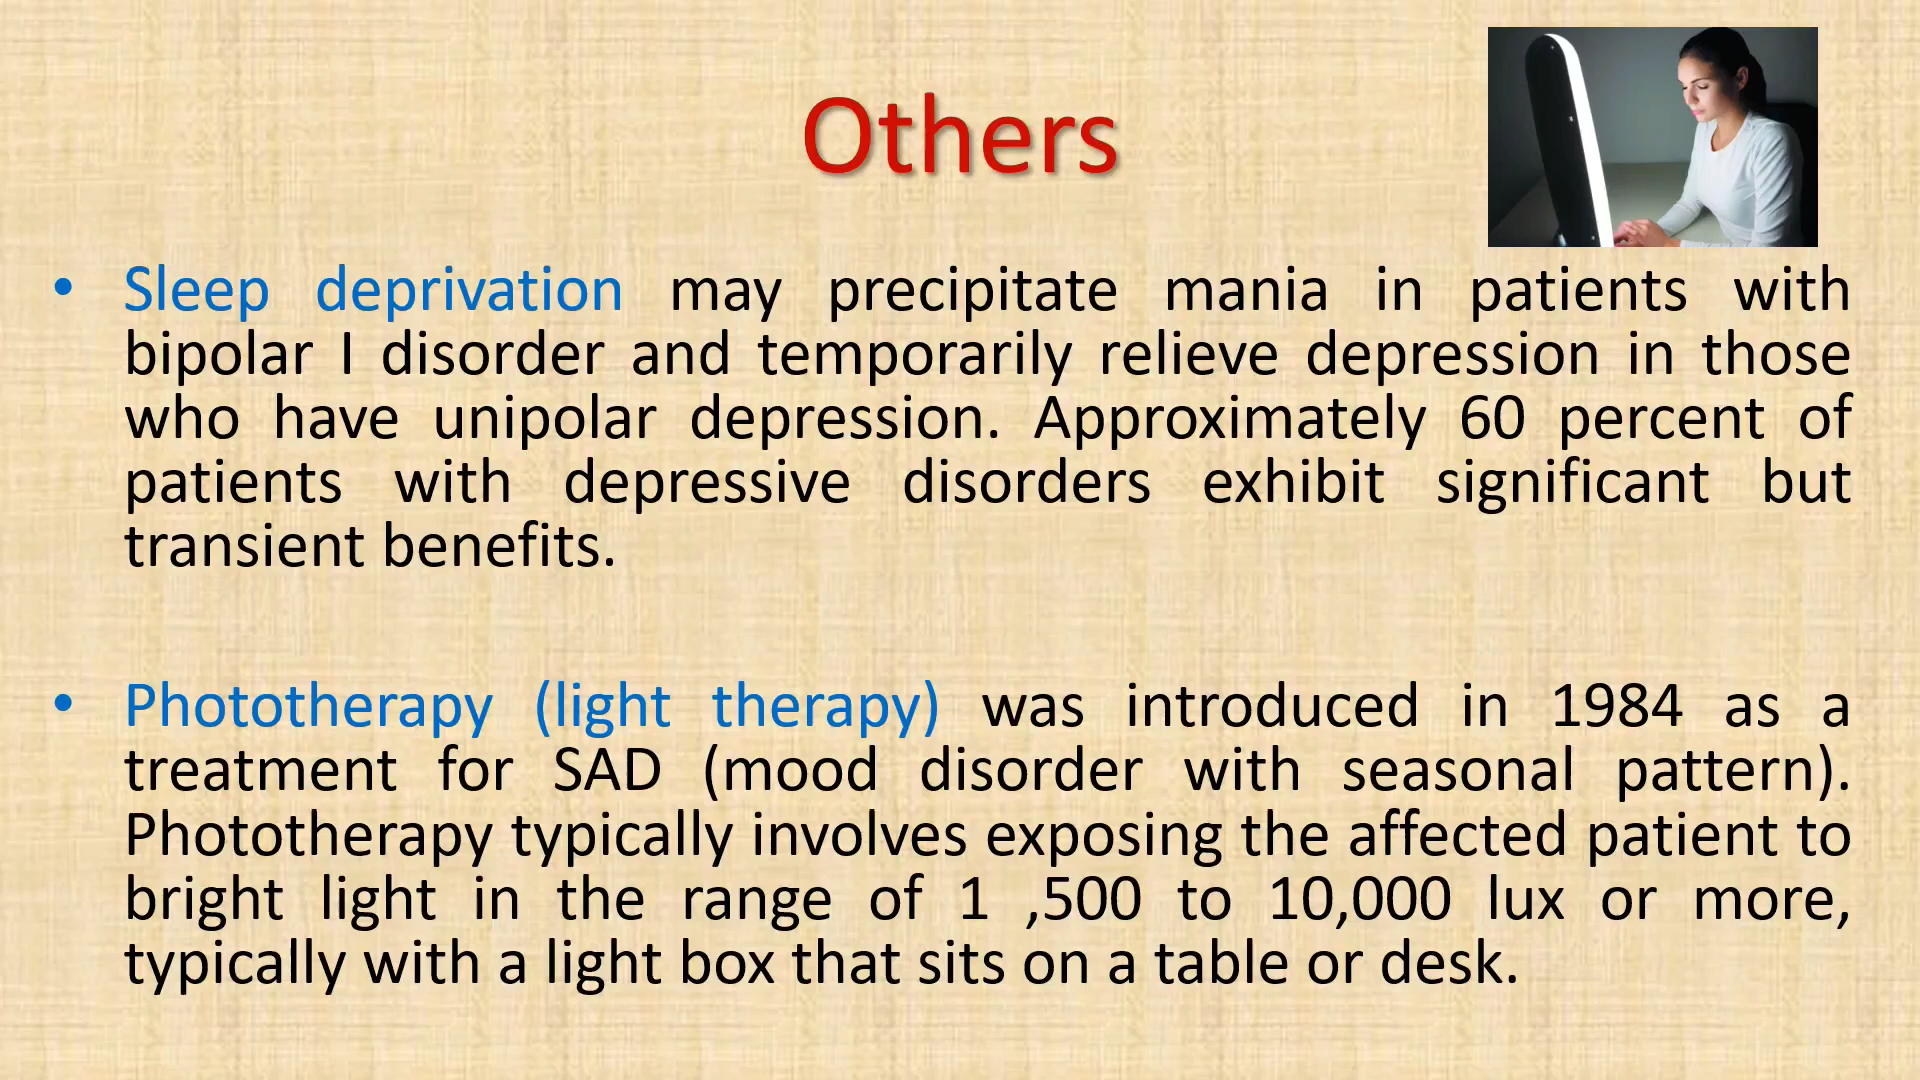 Others
• Sleep deprivation may precipitate mania in patients with
bipolar I disorder and temporarily relieve depression in those
who have unipolar depression. Approximately 60 percent of
patients with depressive disorders exhibit significant but
transient benefits.
• Phototherapy (light therapy) was introduced in 1984 as a
treatment for SAD (mood disorder with seasonal pattern).
Phototherapy typically involves exposing the affected patient to
bright light in the range of 1 ,500 to 10,000 lux or more,
typically with a light box that sits on a table or desk.